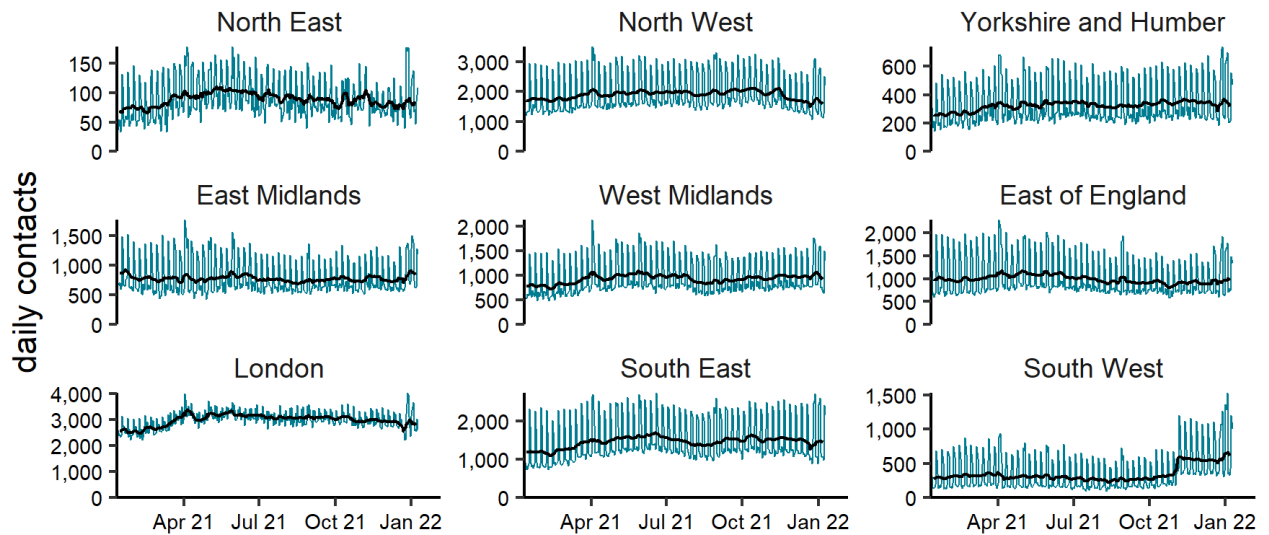 North East
North West
Yorkshire and Humber
150
100
50
0
3,000
2,000
1,000
0
600
400
200
0
East Midlands
West Midlands
East of England
1,500
1,000
500
0
2,000
1,500
1,000
500
0
2,000
1,500
1,000
500
0
daily contacts
London
South East
South West
4,000
3,000
2,000
1,000
0
2,000
1,000
0
1,500
1,000
500
0
Apr 21 Jul 21 Oct 21 Jan 22
Apr 21 Jul 21 Oct 21 Jan 22
Apr 21 Jul 21 Oct 21 Jan 22